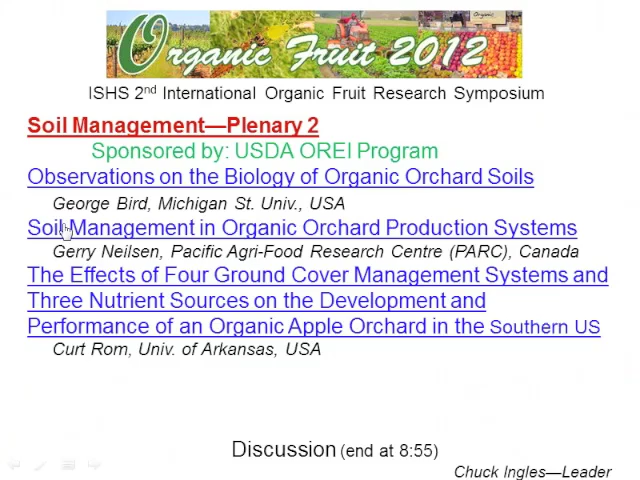 Organic Fruit 2012
ISHS 2nd International Organic Fruit Research Symposium
Soil Management—Plenary 2
Sponsored by: USDA OREI Program
Observations on the Biology of Organic Orchard Soils
George Bird, Michigan St. Univ., USA
Soil Management in Organic Orchard Production Systems
Gerry Neilsen, Pacific Agri-Food Research Centre (PARC), Canada
The Effects of Four Ground Cover Management Systems and
Three Nutrient Sources on the Development and
Performance of an Organic Apple Orchard in the Southern US
Curt Rom, Univ. of Arkansas, USA
Discussion (end at 8:55)
Chuck Ingles—Leader